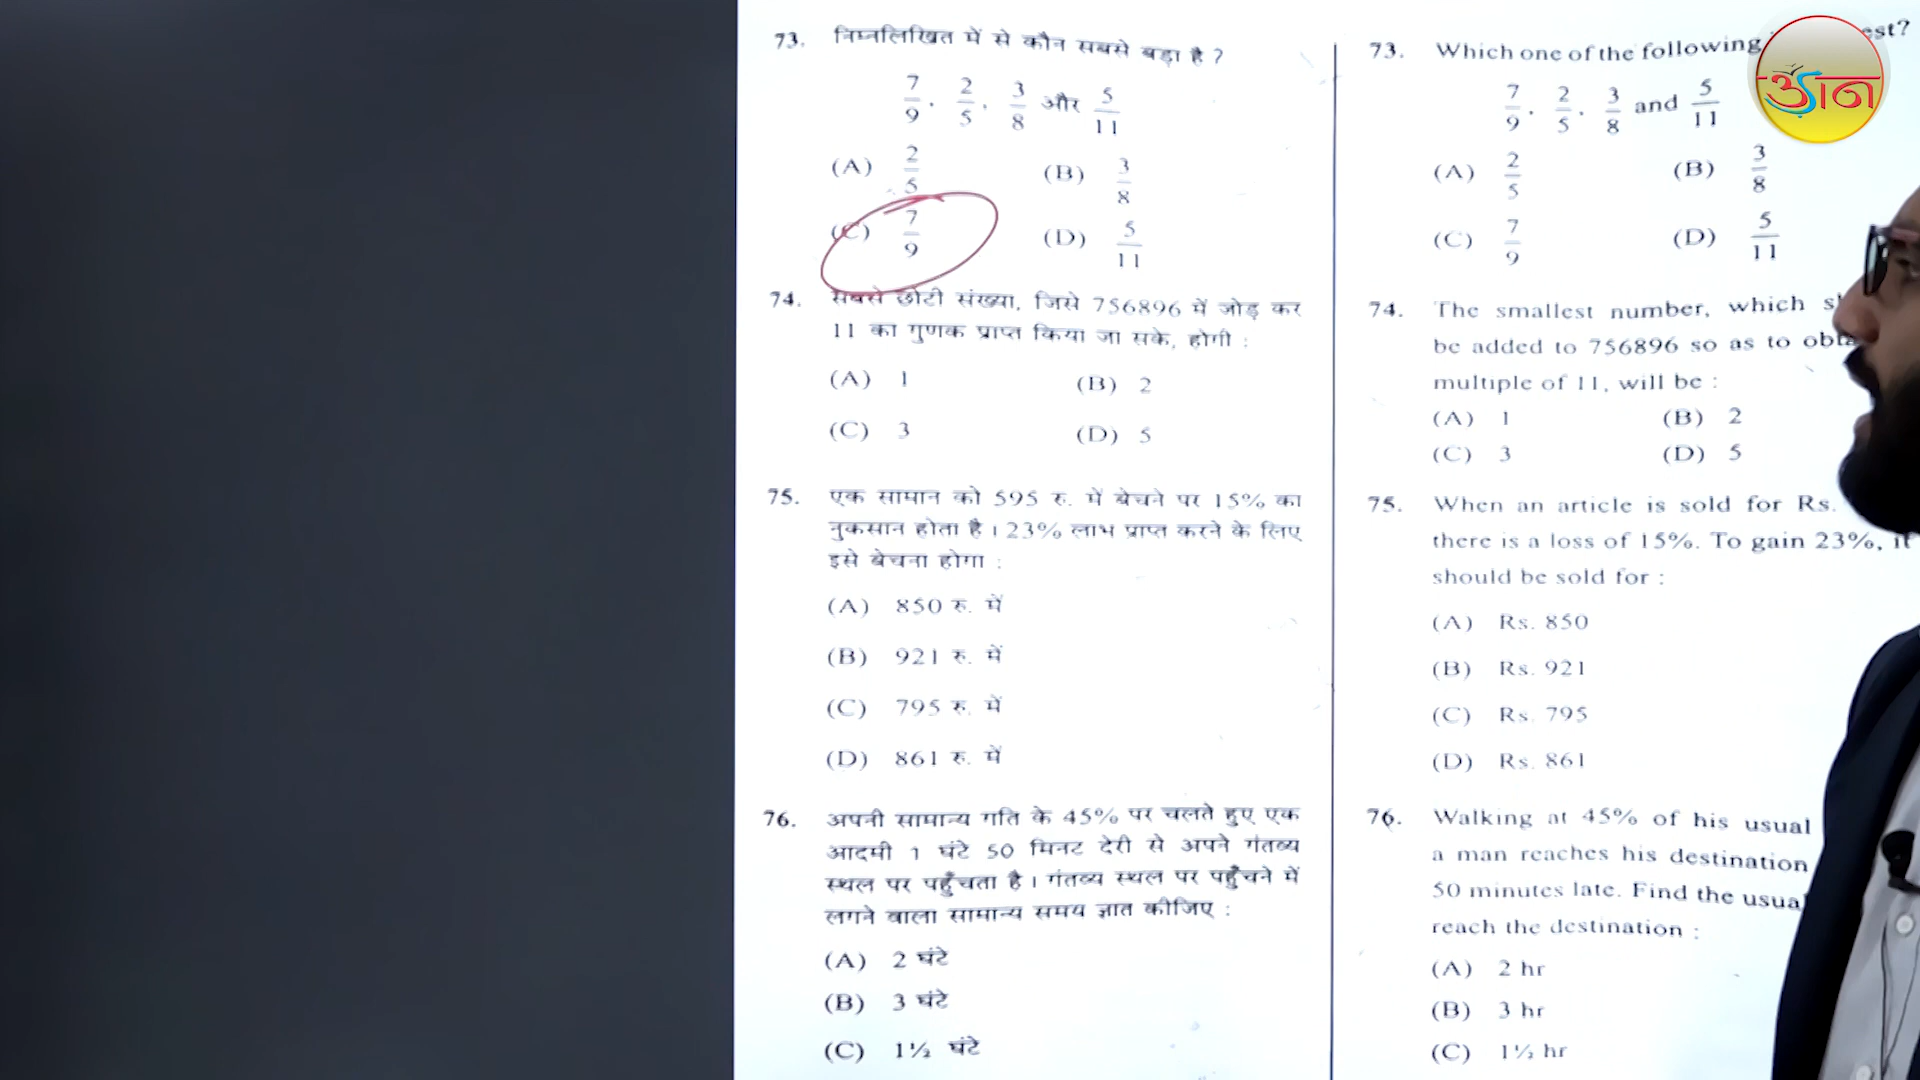 73. निम्नलिखित में से कौन सबसे बड़ा है ?
7/9, 2/5, 3/8 और 5/11
(A) 2/5 (B) 3/8
(C) 7/9 (D) 5/11
74. सबसे छोटी संख्या, जिसे 756896 में जोड़ कर
11 का गुणक प्राप्त किया जा सके, होगी :
(A) 1 (B) 2
(C) 3 (D) 5
75. एक सामान को 595 रु. में बेचने पर 15% का
नुकसान होता है । 23% लाभ प्राप्त करने के लिए
इसे बेचना होगा :
(A) 850 रु. में
(B) 921 रु. में
(C) 795 रु. में
(D) 861 रु. में
76. अपनी सामान्य गति के 45% पर चलते हुए एक
आदमी 1 घंटे 50 मिनट देरी से अपने गंतव्य
स्थल पर पहुँचता है । गंतव्य स्थल पर पहुँचने में
लगने वाला सामान्य समय ज्ञात कीजिए :
(A) 2 घंटे
(B) 3 घंटे
(C) 1½ घंटे
73. Which one of the following est?
7/9, 2/5, 3/8 and 5/11
(A) 2/5 (B) 3/8
(C) 7/9 (D) 5/11
74. The smallest number, which s
be added to 756896 so as to obta
multiple of 11, will be :
(A) 1 (B) 2
(C) 3 (D) 5
75. When an article is sold for Rs.
there is a loss of 15%. To gain 23%, it
should be sold for :
(A) Rs. 850
(B) Rs. 921
(C) Rs. 795
(D) Rs. 861
76. Walking at 45% of his usual
a man reaches his destination
50 minutes late. Find the usual
reach the destination :
(A) 2 hr
(B) 3 hr
(C) 1½ hr